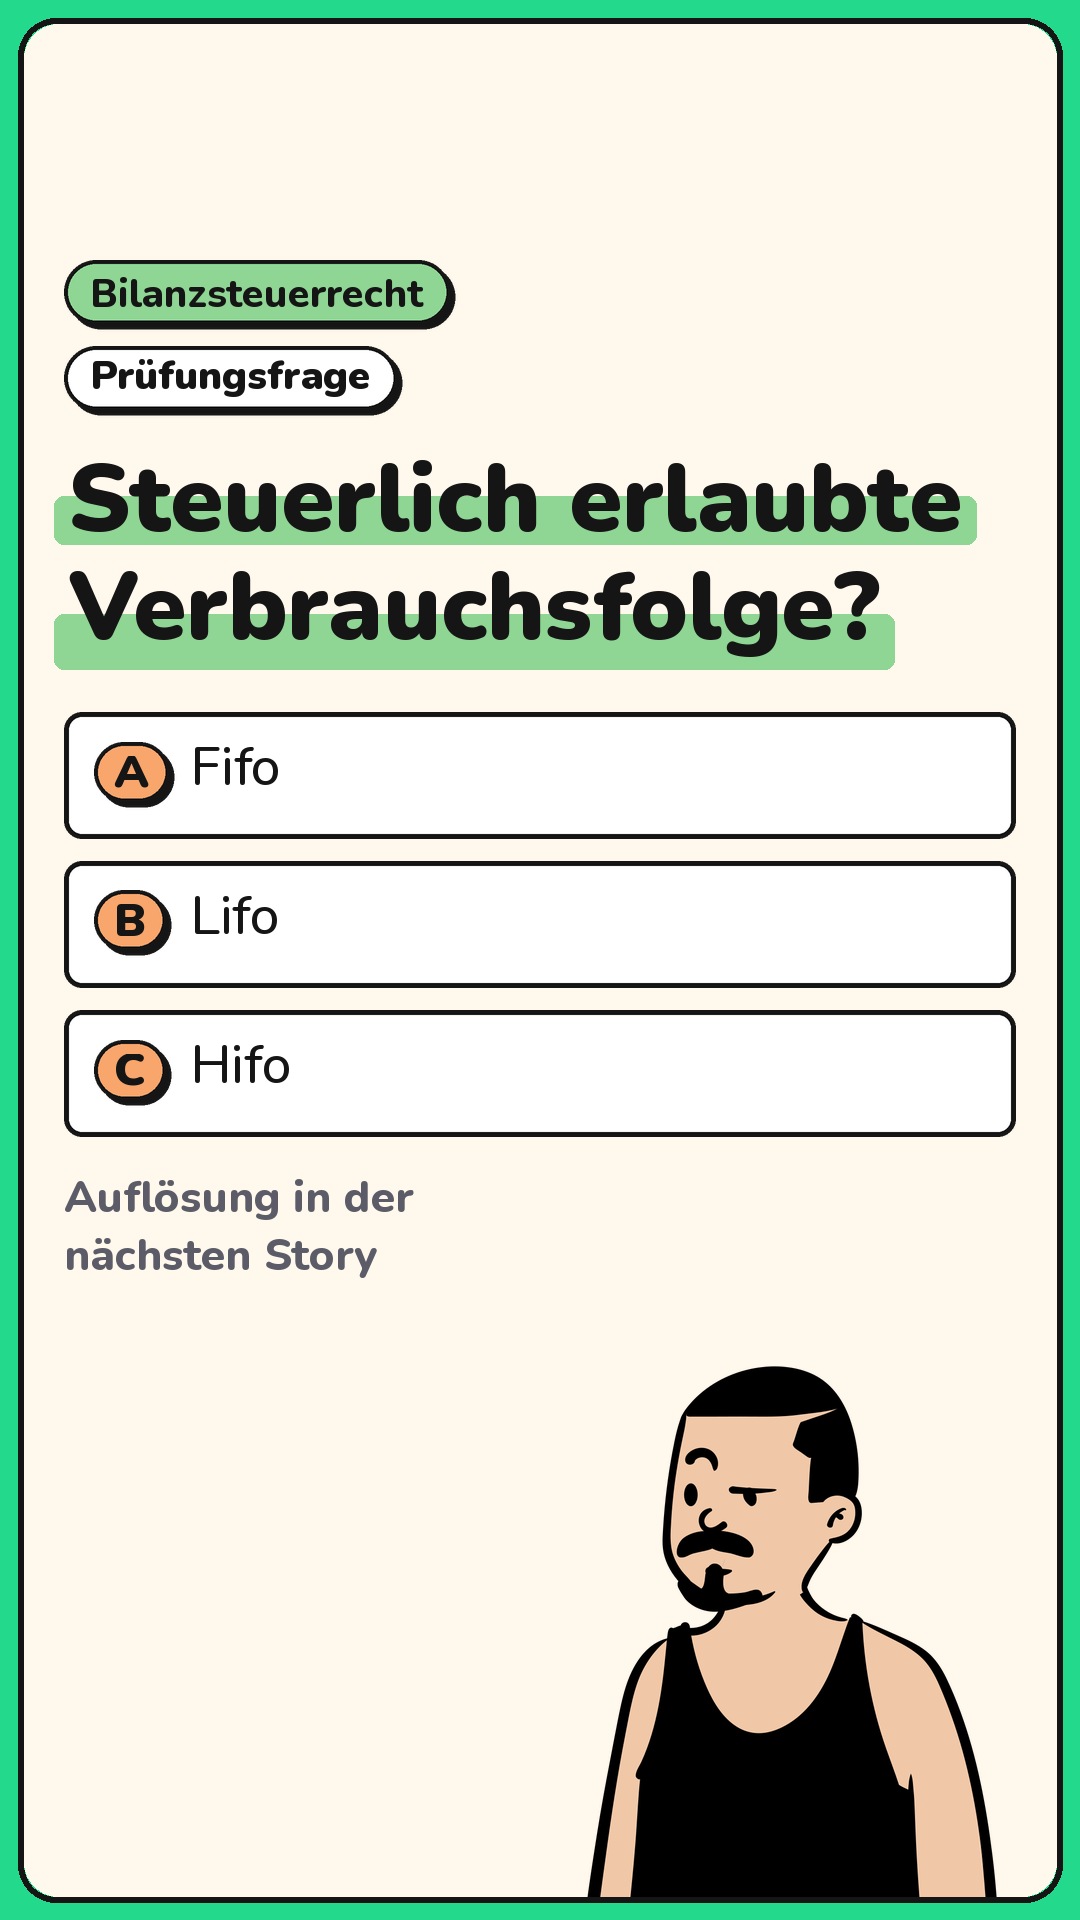 Bilanzsteuerrecht
Prüfungsfrage
Steuerlich erlaubte
Verbrauchsfolge?
A Fifo
B Lifo
C Hifo
Auflösung in der
nächsten Story